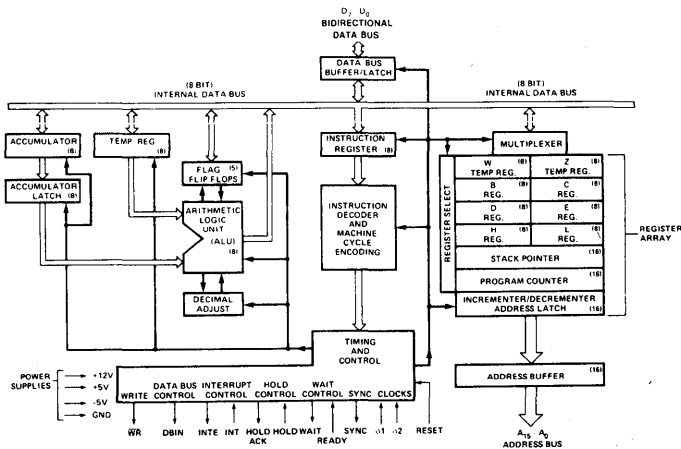 D7 D0
BIDIRECTIONAL
DATA BUS
DATA BUS
BUFFER/LATCH
(8 BIT)
INTERNAL DATA BUS
(8 BIT)
INTERNAL DATA BUS
ACCUMULATOR
(8)
TEMP REG
(8)
INSTRUCTION
REGISTER (8)
MULTIPLEXER
ACCUMULATOR
LATCH (8)
FLAG (5)
FLIP FLOPS
ARITHMETIC
LOGIC
UNIT
(ALU)
(8)
DECIMAL
ADJUST
INSTRUCTION
DECODER
AND
MACHINE
CYCLE
ENCODING
REGISTER SELECT
W (8)
TEMP REG.
Z (8)
TEMP REG.
B (8)
REG.
C (8)
REG.
D (8)
REG.
E (8)
REG.
H (8)
REG.
L (8)
REG.
STACK POINTER (16)
PROGRAM COUNTER (16)
INCREMENTER/DECREMENTER
ADDRESS LATCH (16)
REGISTER
ARRAY
TIMING
AND
CONTROL
WRITE
DATA BUS
CONTROL
INTERRUPT
CONTROL
HOLD
CONTROL
WAIT
CONTROL
SYNC
CLOCKS
POWER
SUPPLIES
+12V
+5V
-5V
GND
WR
DBIN
INTE
INT
HOLD
ACK
HOLD
WAIT
READY
SYNC
ϕ1
ϕ2
RESET
ADDRESS BUFFER (16)
A15 A0
ADDRESS BUS